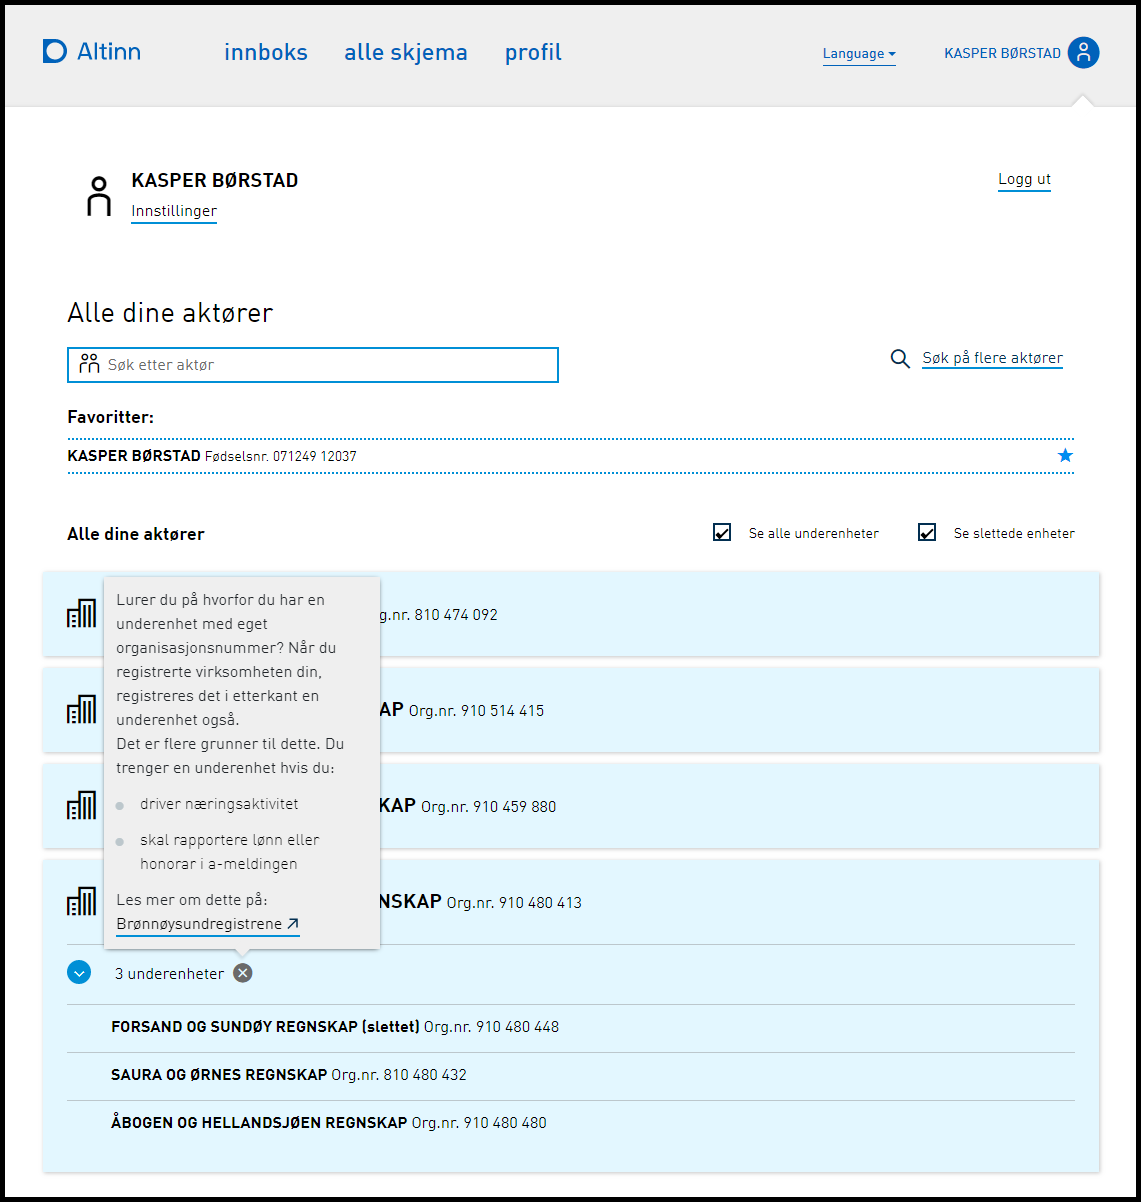 Altinn innboks alle skjema profil Language KASPER BØRSTAD
KASPER BØRSTAD
Logg ut
Innstillinger
Alle dine aktører
Søk etter aktør
Søk på flere aktører
Favoritter:
KASPER BØRSTAD Fødselsnr. 071249 12037
Alle dine aktører
Se alle underenheter
Se slettede enheter
Lurer du på hvorfor du har en
underenhet med eget
organisasjonsnummer? Når du
registrerte virksomheten din,
registreres det i etterkant en
underenhet også.
Det er flere grunner til dette. Du
trenger en underenhet hvis du:
driver næringsaktivitet
skal rapportere lønn eller
honorar i a-meldingen
Les mer om dette på:
Brønnøysundregistrene
g.nr. 810 474 092
AP Org.nr. 910 514 415
KAP Org.nr. 910 459 880
NSKAP Org.nr. 910 480 413
3 underenheter
FORSAND OG SUNDØY REGNSKAP (slettet) Org.nr. 910 480 448
SAURA OG ØRNES REGNSKAP Org.nr. 810 480 432
ÅBOGEN OG HELLANDSJØEN REGNSKAP Org.nr. 910 480 480